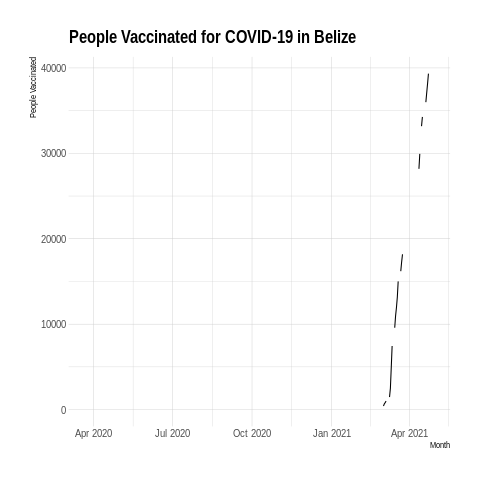 People Vaccinated for COVID-19 in Belize
People Vaccinated
40000
30000
20000
10000
0
Apr 2020 Jul 2020 Oct 2020 Jan 2021 Apr 2021
Month